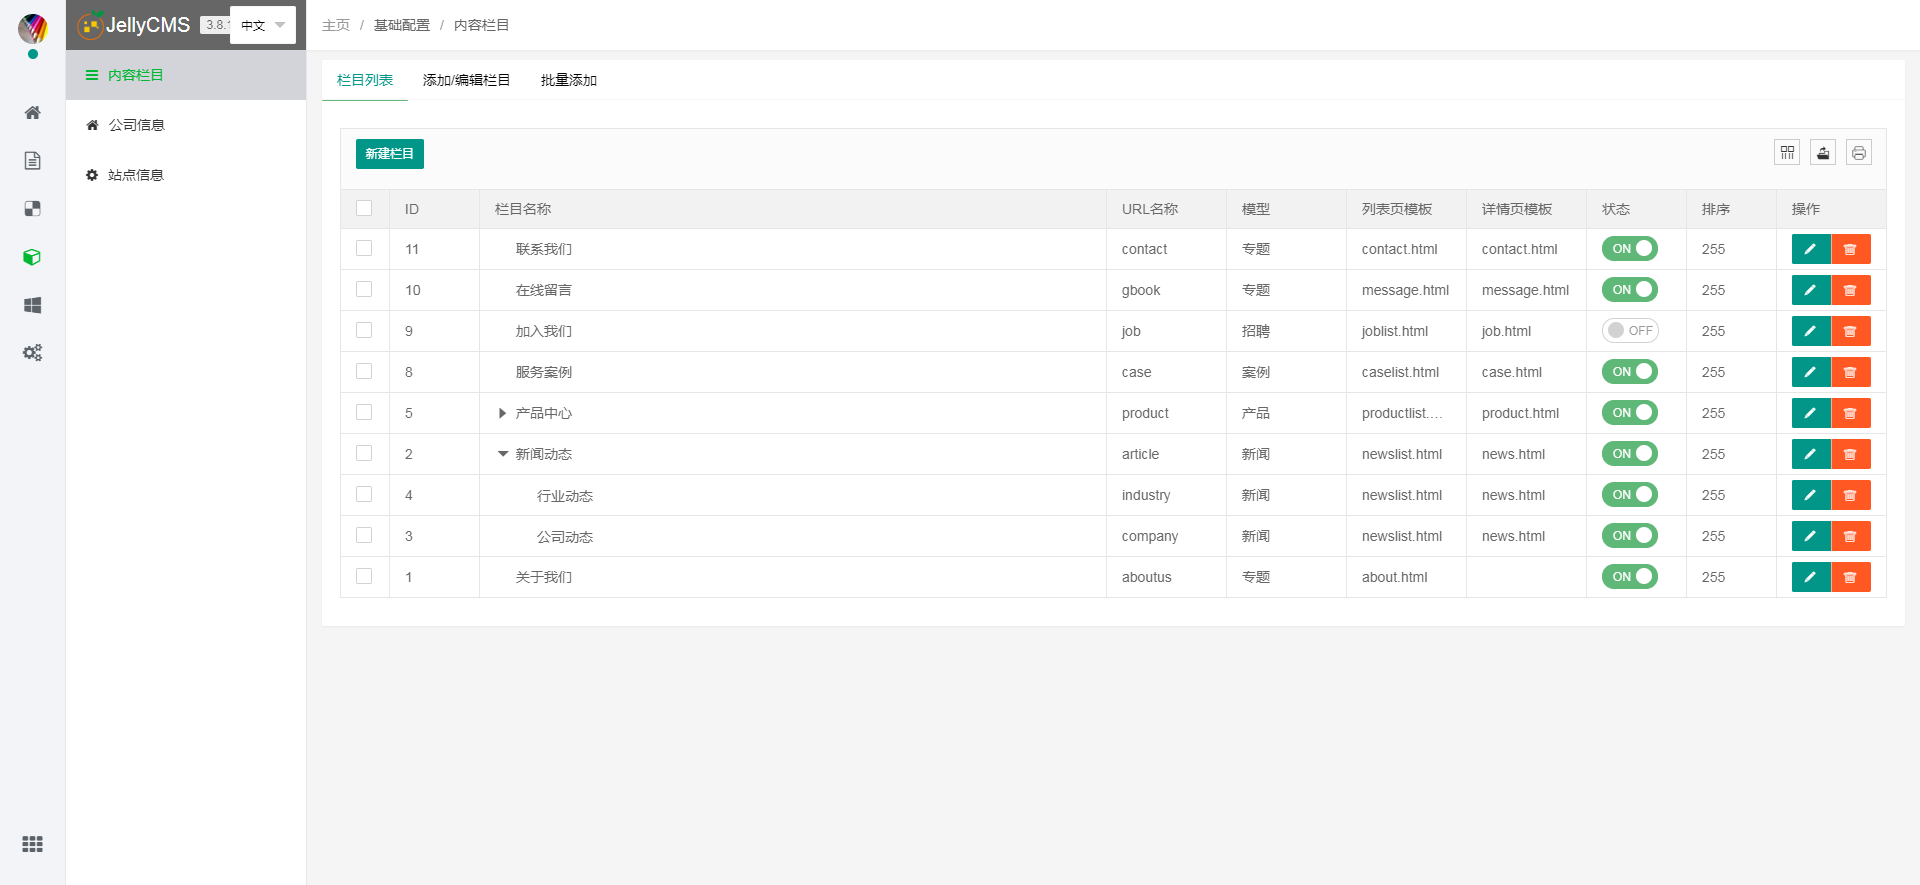 JellyCMS 3.8.1 中文
主页 / 基础配置 / 内容栏目
内容栏目
公司信息
站点信息
栏目列表 添加/编辑栏目 批量添加
新建栏目
ID 栏目名称 URL名称 模型 列表页模板 详情页模板 状态 排序 操作
11 联系我们 contact 专题 contact.html contact.html ON 255
10 在线留言 gbook 专题 message.html message.html ON 255
9 加入我们 job 招聘 joblist.html job.html OFF 255
8 服务案例 case 案例 caselist.html case.html ON 255
5 产品中心 product 产品 productlist.... product.html ON 255
2 新闻动态 article 新闻 newslist.html news.html ON 255
4 行业动态 industry 新闻 newslist.html news.html ON 255
3 公司动态 company 新闻 newslist.html news.html ON 255
1 关于我们 aboutus 专题 about.html ON 255